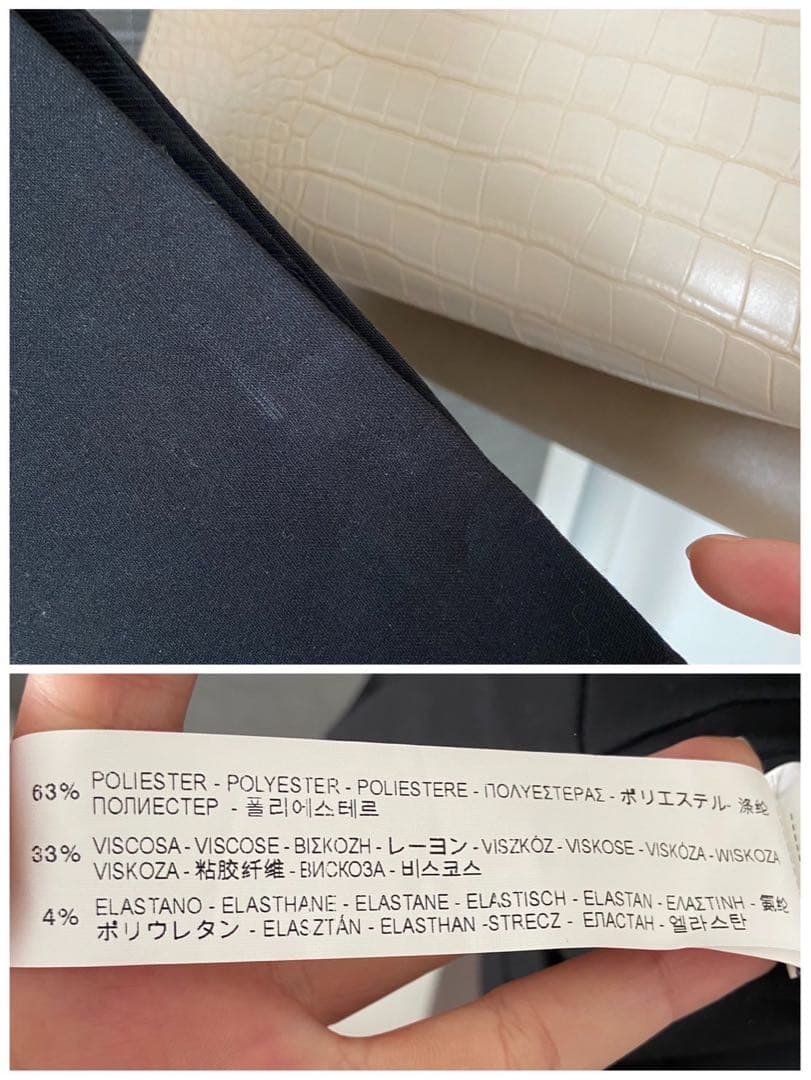 63% POLIESTER - POLYESTER - POLIESTERE - ΠΟΛΥΕΣΤΕΡΑΣ - ポリエステル- 涤纶
ПОЛИЕСТЕР - 폴리에스테르
33% VISCOSA - VISCOSE - ΒΙΣΚΟΖΗ - レーヨン - VISZKÓZ - VISKOSE - VISKÓZA - WISKOZA
VISKOZA - 粘胶纤维 - ВИСКОЗА - 비스코스
4% ELASTANO - ELASTHANE - ELASTANE - ELASTISCH - ELASTAN - ΕΛΑΣΤΙΝΗ - 氨纶
ポリウレタン - ELASZTÁN - ELASTHAN -STRECZ - ЕЛАСТАН - 엘라스탄